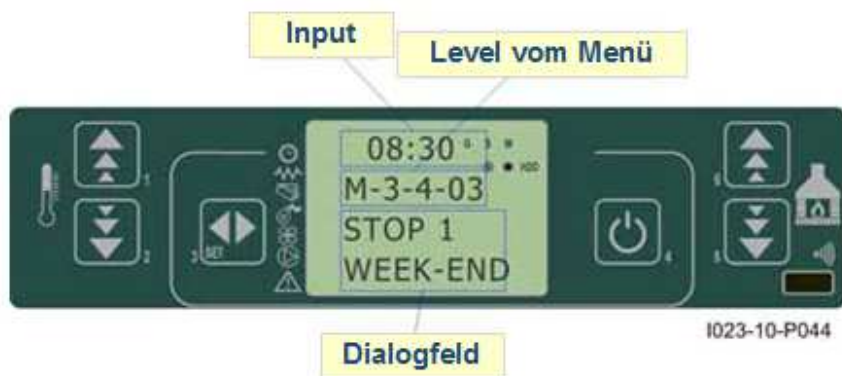 Input
Level vom Menü
08:30
M-3-4-03
STOP 1
WEEK-END
1
2
3 SET
4
5
6
I023-10-P044
Dialogfeld